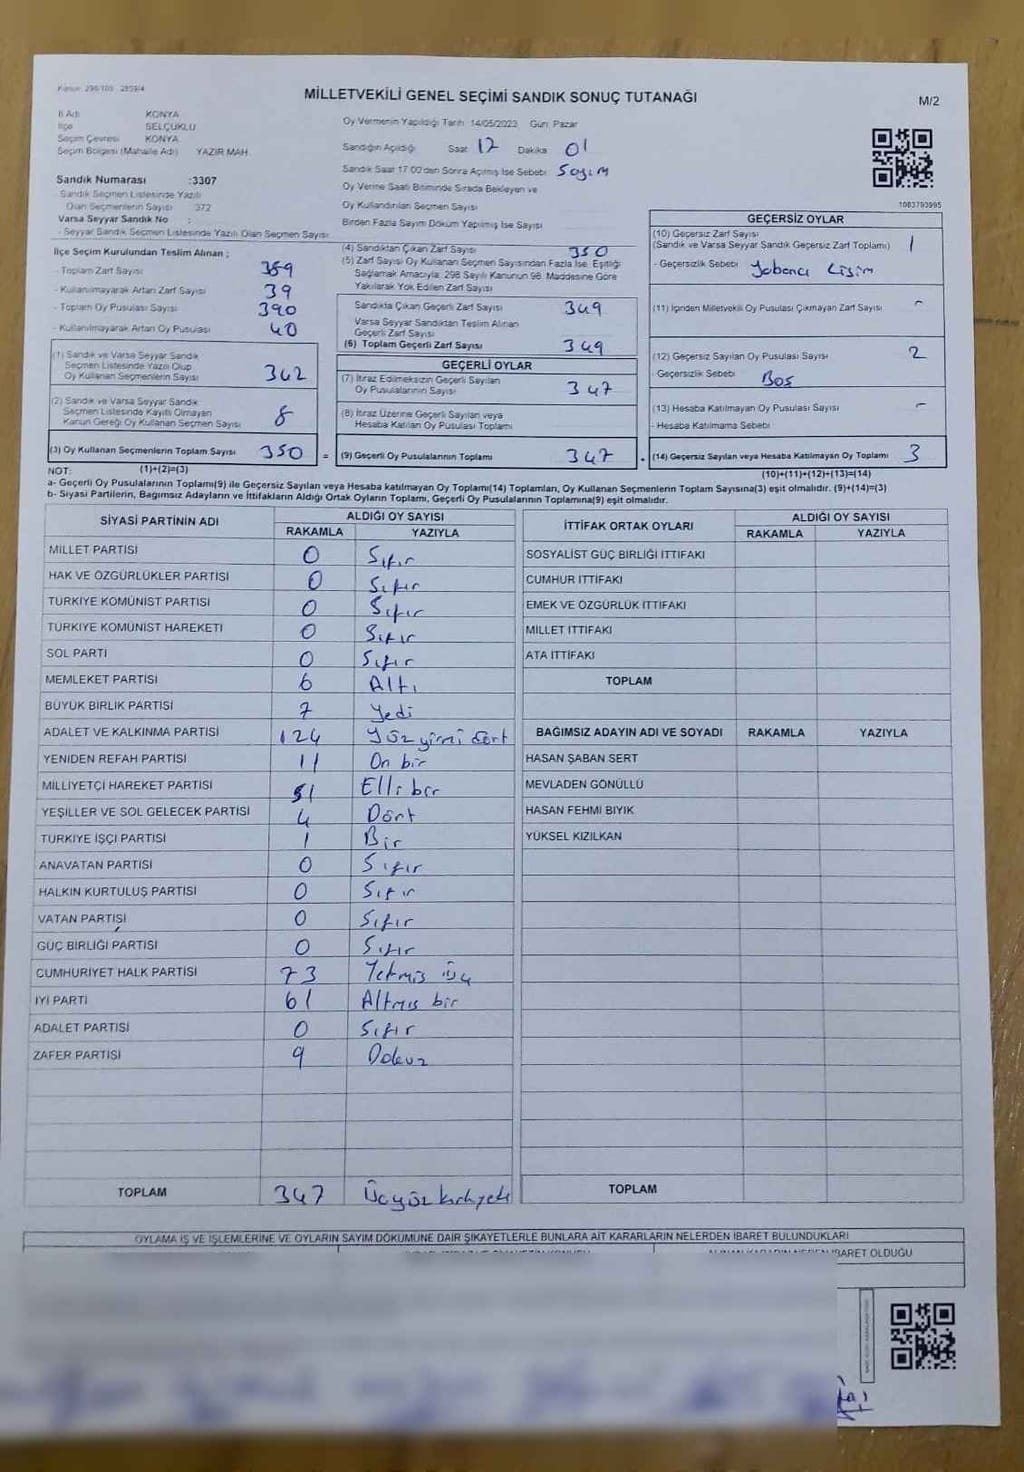 Kanun: 298/105 - 2839/4
MİLLETVEKİLİ GENEL SEÇİMİ SANDIK SONUÇ TUTANAĞI
M/2
İl Adı KONYA
İlçe SELÇUKLU
Seçim Çevresi KONYA
Seçim Bölgesi (Mahalle Adı) YAZIR MAH.
Sandık Numarası :3307
- Sandık Seçmen Listesinde Yazılı
Olan Seçmenlerin Sayısı 372
Varsa Seyyar Sandık No :
- Seyyar Sandık Seçmen Listesinde Yazılı Olan Seçmen Sayısı
Oy Vermenin Yapıldığı Tarih 14/05/2023 Gün: Pazar
Sandığın Açıldığı Saat 17 Dakika 01
Sandık Saat 17.00'dan Sonra Açılmış İse Sebebi Sayım
Oy Verme Saati Bitiminde Sırada Bekleyen ve
Oy Kullandırılan Seçmen Sayısı
Birden Fazla Sayım Döküm Yapılmış İse Sayısı
1083793995
İlçe Seçim Kurulundan Teslim Alınan ;
- Toplam Zarf Sayısı 389
- Kullanılmayarak Artan Zarf Sayısı 39
- Toplam Oy Pusulası Sayısı 390
- Kullanılmayarak Artan Oy Pusulası 40
(1) Sandık ve Varsa Seyyar Sandık
Seçmen Listesinde Yazılı Olup
Oy Kullanan Seçmenlerin Sayısı 342
(2) Sandık ve Varsa Seyyar Sandık
Seçmen Listesinde Kayıtlı Olmayan
Kanun Gereği Oy Kullanan Seçmen Sayısı 8
(3) Oy Kullanan Seçmenlerin Toplam Sayısı 350 =
(4) Sandıktan Çıkan Zarf Sayısı 350
(5) Zarf Sayısı Oy Kullanan Seçmen Sayısından Fazla İse, Eşitliği
Sağlamak Amacıyla, 298 Sayılı Kanunun 98. Maddesine Göre
Yakılarak Yok Edilen Zarf Sayısı
Sandıkta Çıkan Geçerli Zarf Sayısı 349
Varsa Seyyar Sandıktan Teslim Alınan
Geçerli Zarf Sayısı
(6) Toplam Geçerli Zarf Sayısı 349
GEÇERLİ OYLAR
(7) İtiraz Edilmeksizin Geçerli Sayılan
Oy Pusulalarının Sayısı 347
(8) İtiraz Üzerine Geçerli Sayılan veya
Hesaba Katılan Oy Pusulası Toplamı
(9) Geçerli Oy Pusulalarının Toplamı 347
GEÇERSİZ OYLAR
(10) Geçersiz Zarf Sayısı 1
(Sandık ve Varsa Seyyar Sandık Geçersiz Zarf Toplamı)
- Geçersizlik Sebebi Yabancı Cisim
(11) İçinden Milletvekili Oy Pusulası Çıkmayan Zarf Sayısı -
(12) Geçersiz Sayılan Oy Pusulası Sayısı 2
- Geçersizlik Sebebi Boş
(13) Hesaba Katılmayan Oy Pusulası Sayısı -
- Hesaba Katılmama Sebebi
(14) Geçersiz Sayılan veya Hesaba Katılmayan Oy Toplamı 3
NOT: (1)+(2)=(3) (10)+(11)+(12)+(13)=(14)
a- Geçerli Oy Pusulalarının Toplamı(9) ile Geçersiz Sayılan veya Hesaba Katılmayan Oy Toplamı(14) Toplamları, Oy Kullanan Seçmenlerin Toplam Sayısına(3) eşit olmalıdır. (9)+(14)=(3)
b- Siyasi Partilerin, Bağımsız Adayların ve İttifakların Aldığı Ortak Oyların Toplamı, Geçerli Oy Pusulalarının Toplamına(9) eşit olmalıdır.
SİYASİ PARTİNİN ADI ALDIĞI OY SAYISI
RAKAMLA YAZIYLA
MİLLET PARTİSİ 0 Sıfır
HAK VE ÖZGÜRLÜKLER PARTİSİ 0 Sıfır
TÜRKİYE KOMÜNİST PARTİSİ 0 Sıfır
TÜRKİYE KOMÜNİST HAREKETİ 0 Sıfır
SOL PARTİ 0 Sıfır
MEMLEKET PARTİSİ 6 Altı
BÜYÜK BİRLİK PARTİSİ 7 Yedi
ADALET VE KALKINMA PARTİSİ 124 Yüz yirmi dört
YENİDEN REFAH PARTİSİ 11 On bir
MİLLİYETÇİ HAREKET PARTİSİ 51 Elli bir
YEŞİLLER VE SOL GELECEK PARTİSİ 4 Dört
TÜRKİYE İŞÇİ PARTİSİ 1 Bir
ANAVATAN PARTİSİ 0 Sıfır
HALKIN KURTULUŞ PARTİSİ 0 Sıfır
VATAN PARTİSİ 0 Sıfır
GÜÇ BİRLİĞİ PARTİSİ 0 Sıfır
CUMHURİYET HALK PARTİSİ 73 Yetmiş üç
İYİ PARTİ 61 Altmış bir
ADALET PARTİSİ 0 Sıfır
ZAFER PARTİSİ 9 Dokuz
TOPLAM 347 Üçyüz kırkyedi
İTTİFAK ORTAK OYLARI ALDIĞI OY SAYISI
RAKAMLA YAZIYLA
SOSYALİST GÜÇ BİRLİĞİ İTTİFAKI
CUMHUR İTTİFAKI
EMEK VE ÖZGÜRLÜK İTTİFAKI
MİLLET İTTİFAKI
ATA İTTİFAKI
TOPLAM
BAĞIMSIZ ADAYIN ADI VE SOYADI RAKAMLA YAZIYLA
HASAN ŞABAN SERT
MEVLADEN GÖNÜLLÜ
HASAN FEHMİ BIYIK
YÜKSEL KIZILKAN
TOPLAM
OYLAMA İŞ VE İŞLEMLERİNE VE OYLARIN SAYIM DÖKÜMÜNE DAİR ŞİKAYETLERLE BUNLARA AİT KARARLARIN NELERDEN İBARET BULUNDUKLARI
İBARET OLDUĞU